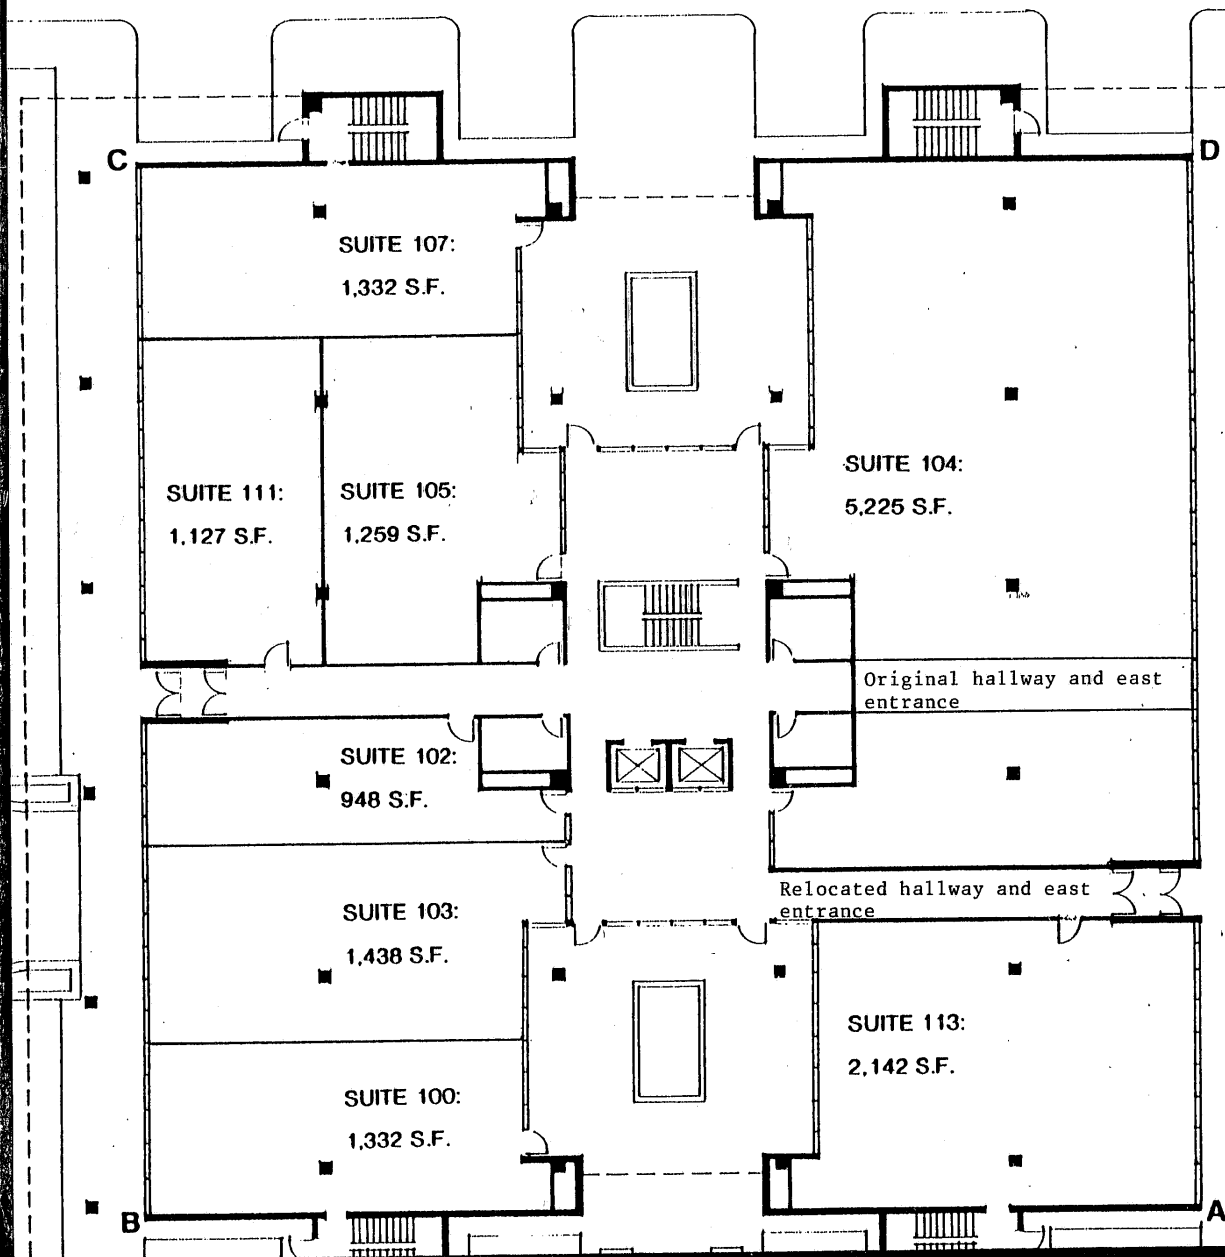 C
D
SUITE 107:
1,332 S.F.
SUITE 104:
5,225 S.F.
SUITE 111:
1,127 S.F.
SUITE 105:
1,259 S.F.
Original hallway and east
entrance
SUITE 102:
948 S.F.
Relocated hallway and east
entrance
SUITE 103:
1,438 S.F.
SUITE 113:
2,142 S.F.
SUITE 100:
1,332 S.F.
B
A